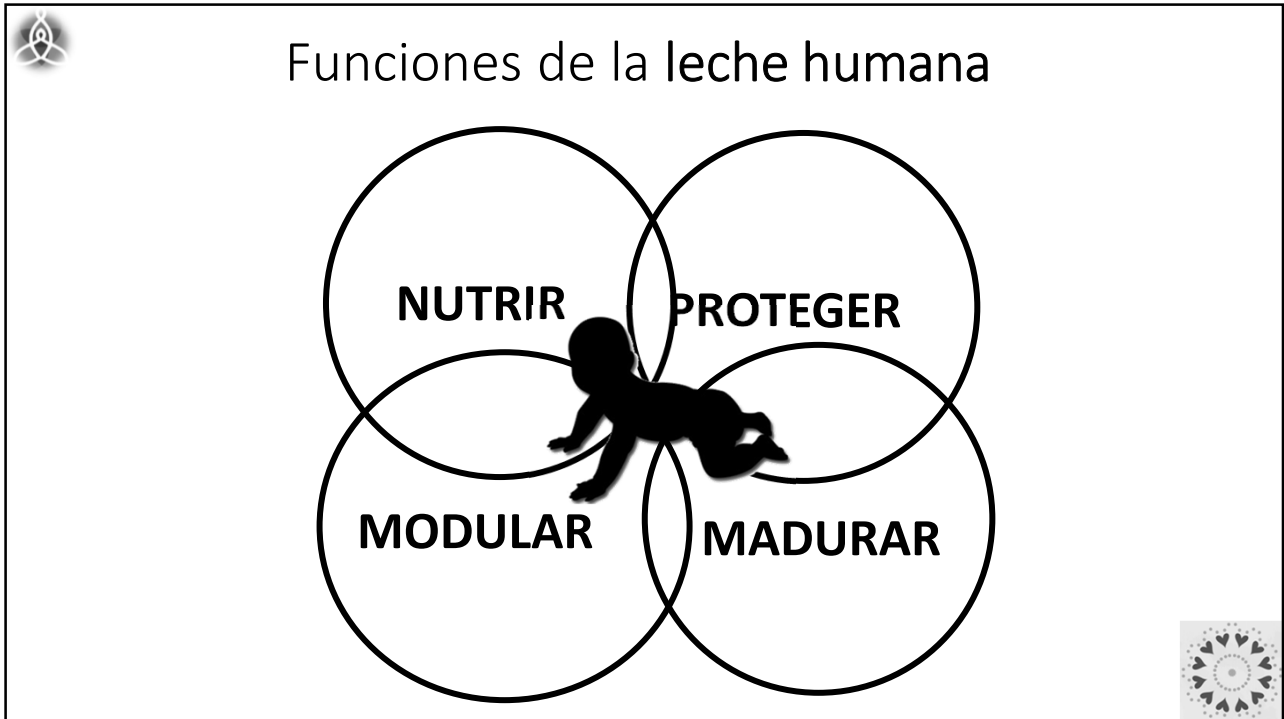 Funciones de la leche humana
NUTRIR
PROTEGER
MODULAR
MADURAR